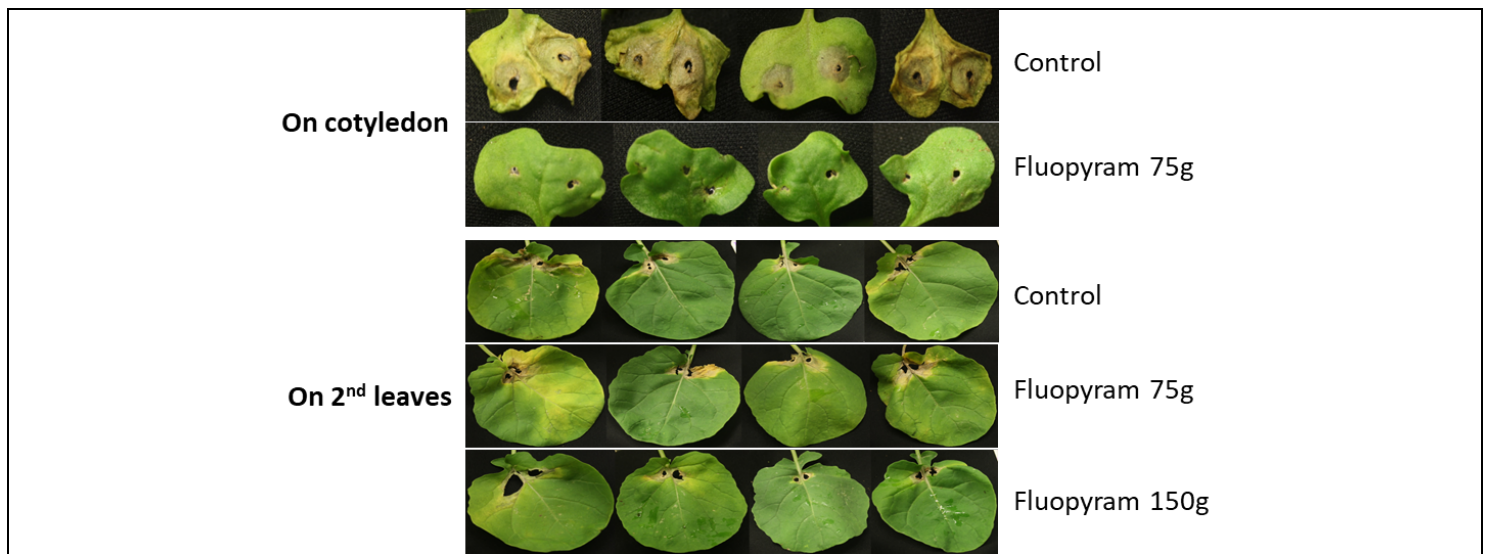 Control
On cotyledon
Fluopyram 75g
Control
On 2nd leaves
Fluopyram 75g
Fluopyram 150g